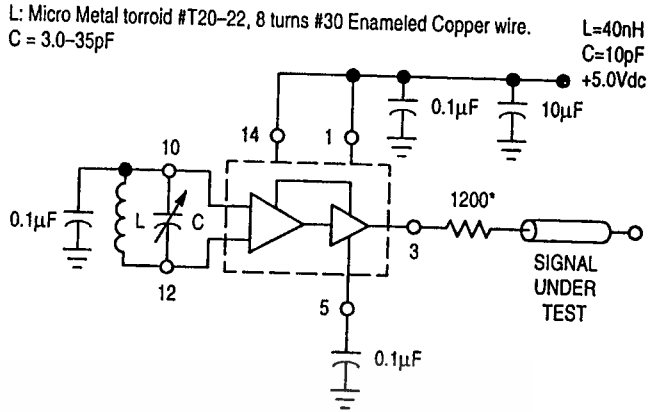 L: Micro Metal torroid #T20–22, 8 turns #30 Enameled Copper wire.
C = 3.0–35pF
L=40nH
C=10pF
+5.0Vdc
0.1µF
10µF
14
1
10
1200*
0.1µF
L
C
3
12
SIGNAL
UNDER
TEST
5
0.1µF